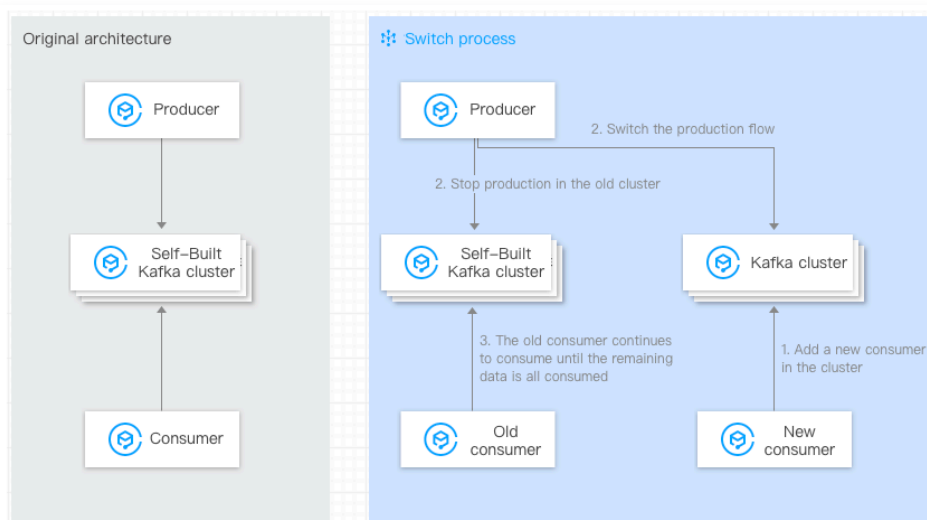 Original architecture
Producer
Self-Built
Kafka cluster
Consumer
Switch process
Producer
2. Switch the production flow
2. Stop production in the old cluster
Self-Built
Kafka cluster
Kafka cluster
3. The old consumer continues
to consume until the remaining
data is all consumed
1. Add a new consumer
in the cluster
Old
consumer
New
consumer